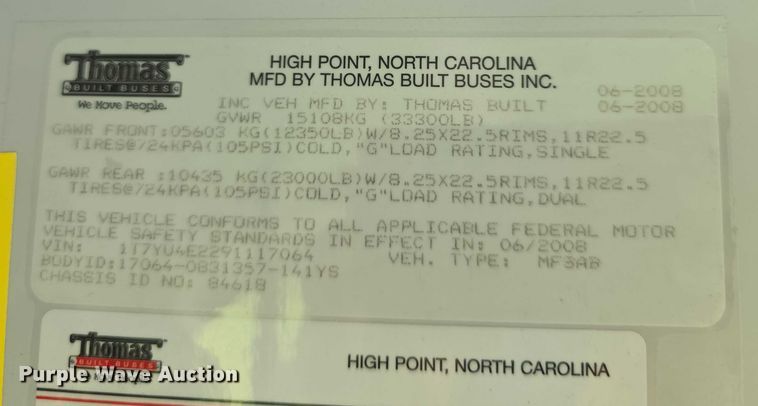 Thomas
BUILT BUSES
We Move People.
HIGH POINT, NORTH CAROLINA
MFD BY THOMAS BUILT BUSES INC.
06-2008
INC VEH MFD BY: THOMAS BUILT 06-2008
GVWR 15108KG (33300LB)
GAWR FRONT:05603 KG(12350LB)W/8.25X22.5RIMS,11R22.5
TIRES@724KPA(105PSI)COLD,"G"LOAD RATING,SINGLE
GAWR REAR :10435 KG(23000LB)W/8.25X22.5RIMS,11R22.5
TIRES@724KPA(105PSI)COLD,"G"LOAD RATING,DUAL
THIS VEHICLE CONFORMS TO ALL APPLICABLE FEDERAL MOTOR
VEHICLE SAFETY STANDARDS IN EFFECT IN: 06/2008
VIN: 1T7YU4E2291117064 VEH. TYPE: MF3AB
BODYID:17064-0831357-141YS
CHASSIS ID NO: 84618
Thomas
BUILT BUSES
HIGH POINT, NORTH CAROLINA
Purple Wave Auction